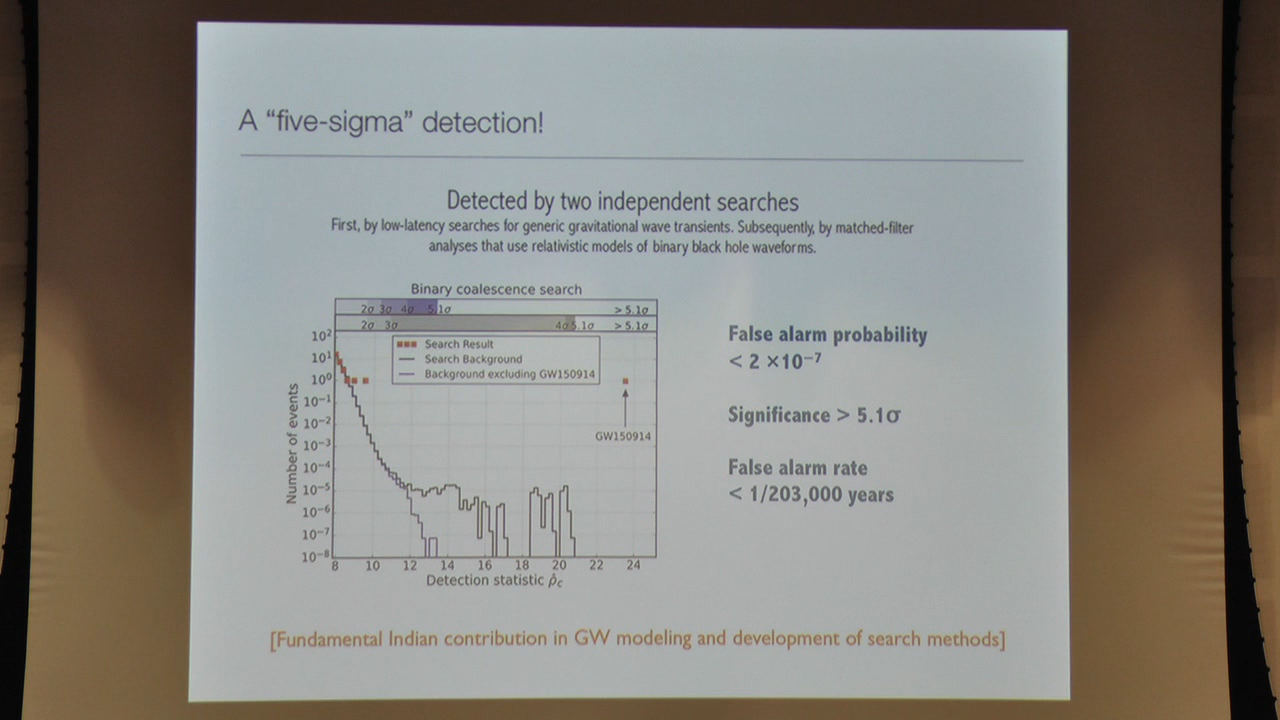 A “five-sigma” detection!
Detected by two independent searches
First, by low-latency searches for generic gravitational wave transients. Subsequently, by matched-filter
analyses that use relativistic models of binary black hole waveforms.
Binary coalescence search
2σ 3σ 4σ 5.1σ > 5.1σ
2σ 3σ 4σ 5.1σ > 5.1σ
Search Result
Search Background
Background excluding GW150914
10² 10¹ 10⁰ 10⁻¹ 10⁻² 10⁻³ 10⁻⁴ 10⁻⁵ 10⁻⁶ 10⁻⁷ 10⁻⁸
Number of events
GW150914
8 10 12 14 16 18 20 22 24
Detection statistic ρ̂c
False alarm probability
< 2 ×10⁻⁷
Significance > 5.1σ
False alarm rate
< 1/203,000 years
[Fundamental Indian contribution in GW modeling and development of search methods]